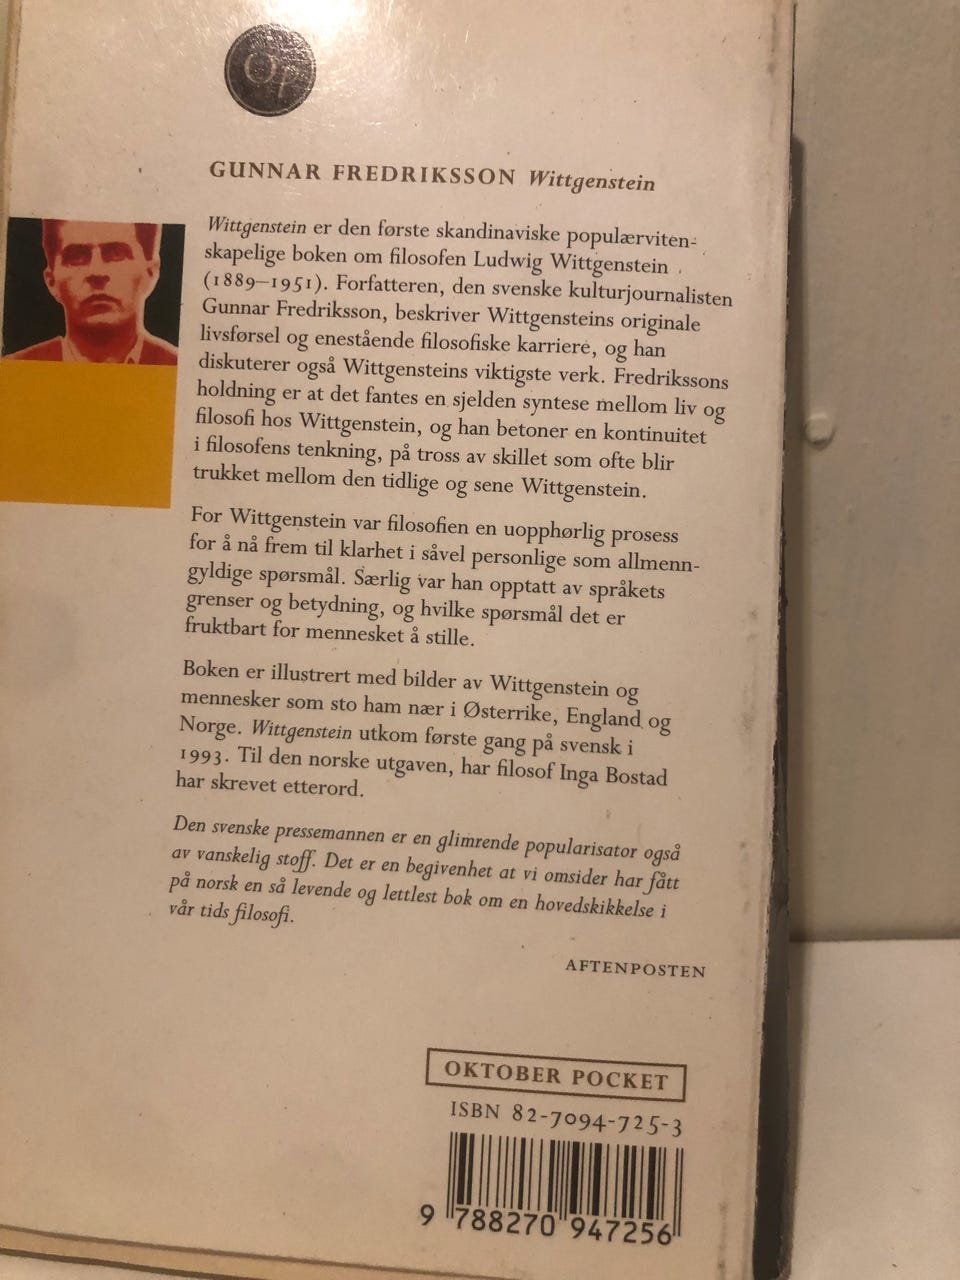 Op
GUNNAR FREDRIKSSON Wittgenstein
Wittgenstein er den første skandinaviske populærviten-
skapelige boken om filosofen Ludwig Wittgenstein
(1889–1951). Forfatteren, den svenske kulturjournalisten
Gunnar Fredriksson, beskriver Wittgensteins originale
livsførsel og enestående filosofiske karriere, og han
diskuterer også Wittgensteins viktigste verk. Fredrikssons
holdning er at det fantes en sjelden syntese mellom liv og
filosofi hos Wittgenstein, og han betoner en kontinuitet
i filosofens tenkning, på tross av skillet som ofte blir
trukket mellom den tidlige og sene Wittgenstein.
For Wittgenstein var filosofien en uopphørlig prosess
for å nå frem til klarhet i såvel personlige som allmenn-
gyldige spørsmål. Særlig var han opptatt av språkets
grenser og betydning, og hvilke spørsmål det er
fruktbart for mennesket å stille.
Boken er illustrert med bilder av Wittgenstein og
mennesker som sto ham nær i Østerrike, England og
Norge. Wittgenstein utkom første gang på svensk i
1993. Til den norske utgaven, har filosof Inga Bostad
har skrevet etterord.
Den svenske pressemannen er en glimrende popularisator også
av vanskelig stoff. Det er en begivenhet at vi omsider har fått
på norsk en så levende og lettlest bok om en hovedskikkelse i
vår tids filosofi.
AFTENPOSTEN
OKTOBER POCKET
ISBN 82-7094-725-3
9 788270 947256